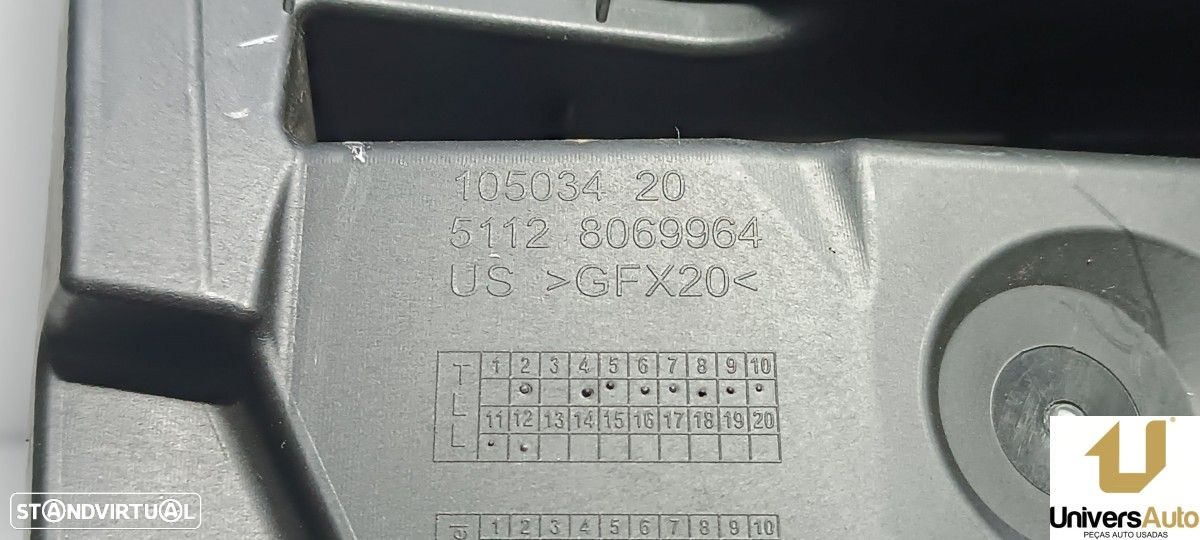 105034 20
5112 8069964
US >GFX20<
TLL
1 2 3 4 5 6 7 8 9 10
11 12 13 14 15 16 17 18 19 20
1 2 3 4 5 6 7 8 9 10
STANDVIRTUAL
UniversAuto
PEÇAS AUTO USADAS